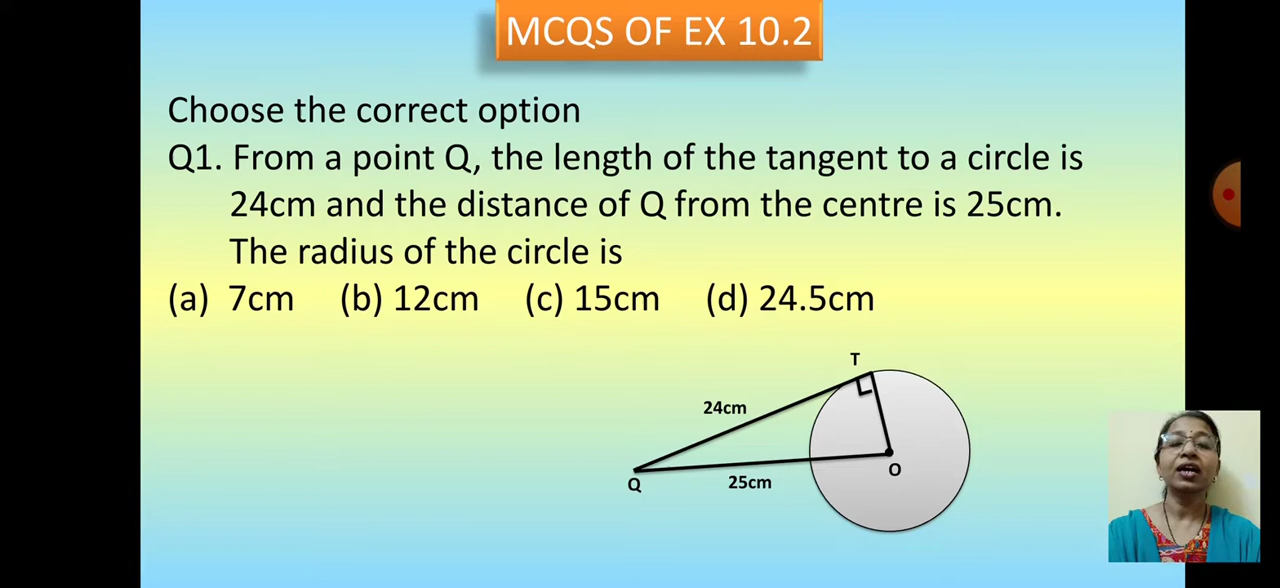 MCQS OF EX 10.2
Choose the correct option
Q1. From a point Q, the length of the tangent to a circle is
24cm and the distance of Q from the centre is 25cm.
The radius of the circle is
(a) 7cm (b) 12cm (c) 15cm (d) 24.5cm
T
24cm
O
Q
25cm